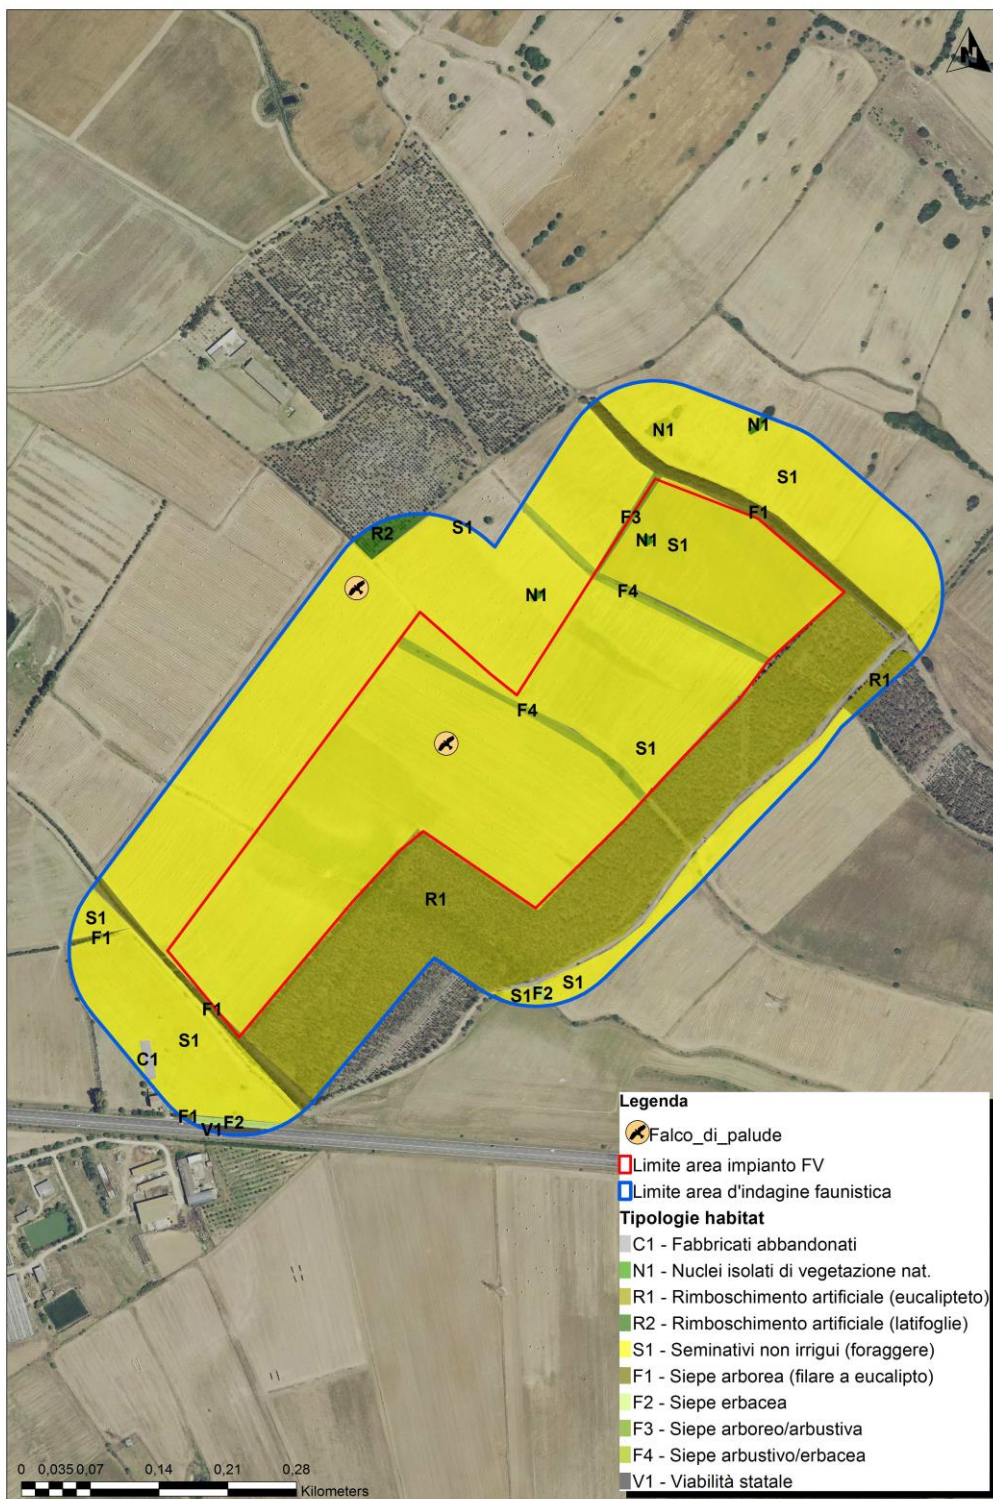 N
N1
N1
S1
F1
F3
N1
S1
R2
S1
N1
F4
R1
F4
S1
R1
S1
F1
F1
S1
C1
S1
F2
S1
F1
F2
V1
Legenda
Falco_di_palude
Limite area impianto FV
Limite area d'indagine faunistica
Tipologie habitat
C1 - Fabbricati abbandonati
N1 - Nuclei isolati di vegetazione nat.
R1 - Rimboschimento artificiale (eucalipteto)
R2 - Rimboschimento artificiale (latifoglie)
S1 - Seminativi non irrigui (foraggere)
F1 - Siepe arborea (filare a eucalipto)
F2 - Siepe erbacea
F3 - Siepe arboreo/arbustiva
F4 - Siepe arbustivo/erbacea
V1 - Viabilità statale
0 0,035 0,07 0,14 0,21 0,28
Kilometers